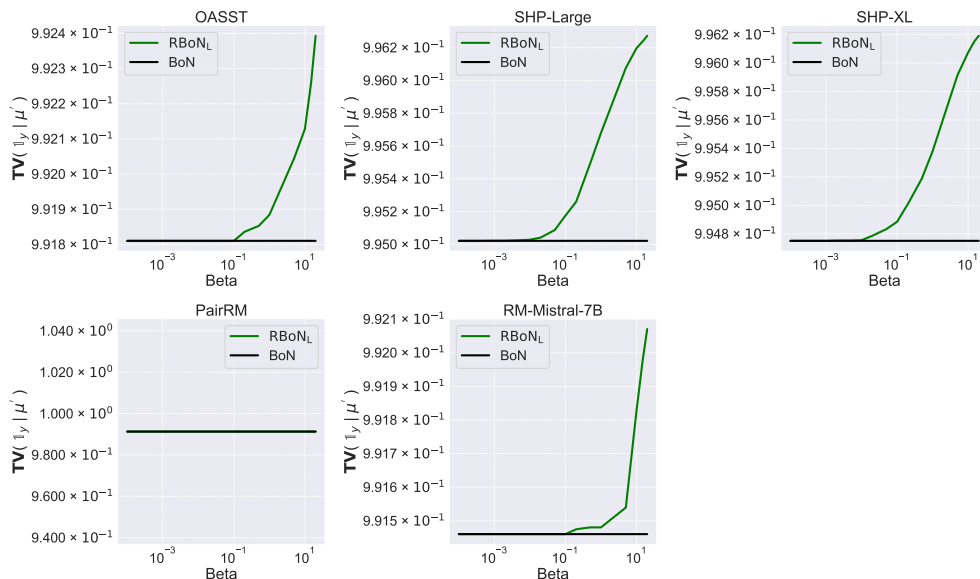 OASST
9.924 × 10⁻¹
9.923 × 10⁻¹
9.922 × 10⁻¹
9.921 × 10⁻¹
9.920 × 10⁻¹
9.919 × 10⁻¹
9.918 × 10⁻¹
TV( 𝟙y | μ′ )
RBoN_L
BoN
10⁻³
10⁻¹
10¹
Beta
SHP-Large
9.962 × 10⁻¹
9.960 × 10⁻¹
9.958 × 10⁻¹
9.956 × 10⁻¹
9.954 × 10⁻¹
9.952 × 10⁻¹
9.950 × 10⁻¹
TV( 𝟙y | μ′ )
RBoN_L
BoN
10⁻³
10⁻¹
10¹
Beta
SHP-XL
9.962 × 10⁻¹
9.960 × 10⁻¹
9.958 × 10⁻¹
9.956 × 10⁻¹
9.954 × 10⁻¹
9.952 × 10⁻¹
9.950 × 10⁻¹
9.948 × 10⁻¹
TV( 𝟙y | μ′ )
RBoN_L
BoN
10⁻³
10⁻¹
10¹
Beta
PairRM
1.040 × 10⁰
1.020 × 10⁰
1.000 × 10⁰
9.800 × 10⁻¹
9.600 × 10⁻¹
9.400 × 10⁻¹
TV( 𝟙y | μ′ )
RBoN_L
BoN
10⁻³
10⁻¹
10¹
Beta
RM-Mistral-7B
9.921 × 10⁻¹
9.920 × 10⁻¹
9.919 × 10⁻¹
9.918 × 10⁻¹
9.917 × 10⁻¹
9.916 × 10⁻¹
9.915 × 10⁻¹
TV( 𝟙y | μ′ )
RBoN_L
BoN
10⁻³
10⁻¹
10¹
Beta